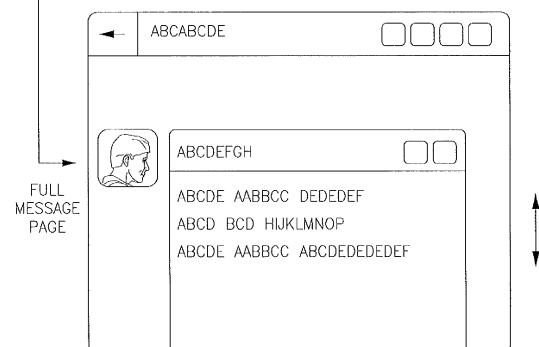 ABCABCDE
ABCDEFGH
ABCDE AABBCC DEDEDEF
ABCD BCD HIJKLMNOP
ABCDE AABBCC ABCDEDEDEDEF
FULL
MESSAGE
PAGE